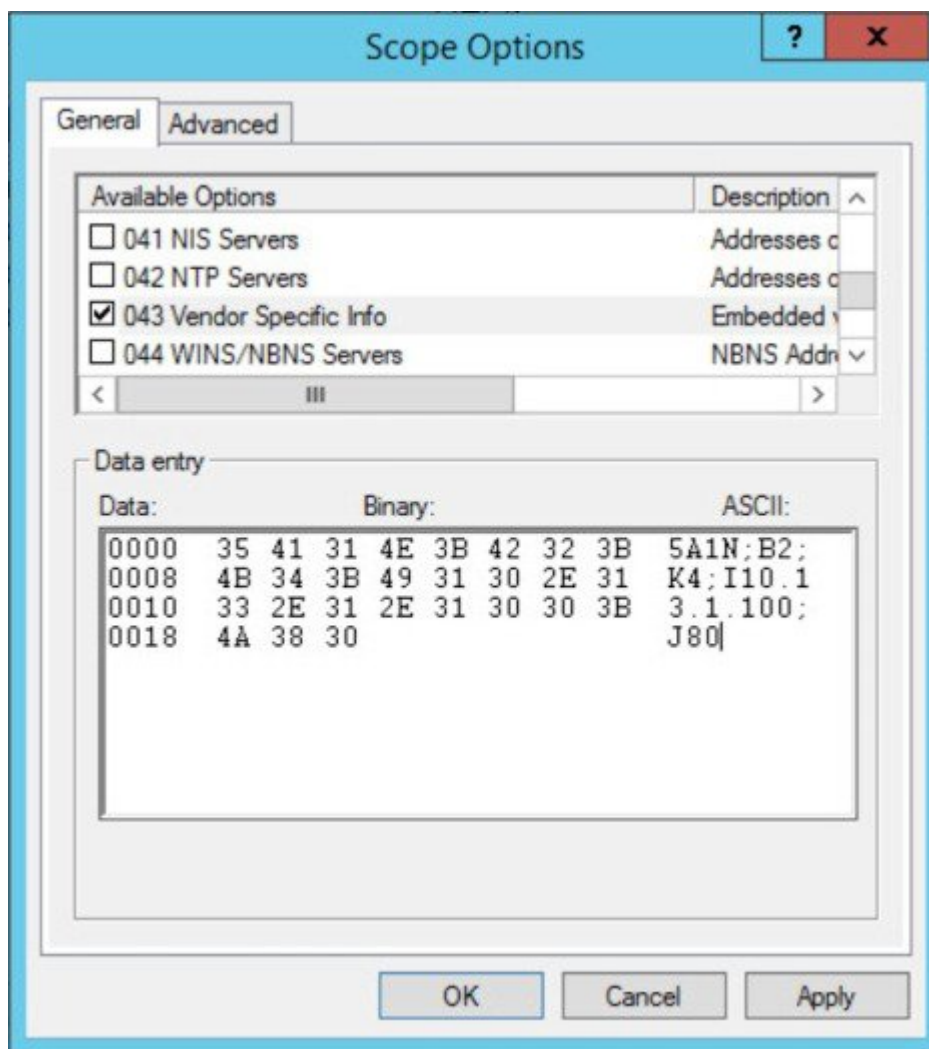 Scope Options
?
x
General
Advanced
Available Options
Description
041 NIS Servers
Addresses
042 NTP Servers
Addresses
043 Vendor Specific Info
Embedded
044 WINS/NBNS Servers
NBNS
Data entry
Data:
Binary:
ASCII:
0000 35 41 31 4E 3B 42 32 3B 5A1N;B2;
0008 4B 34 3B 49 31 30 2E 31 K4;I10.1
0010 33 2E 31 2E 31 30 30 3B 3.1.100;
0018 4A 38 30 J80
OK
Cancel
Apply